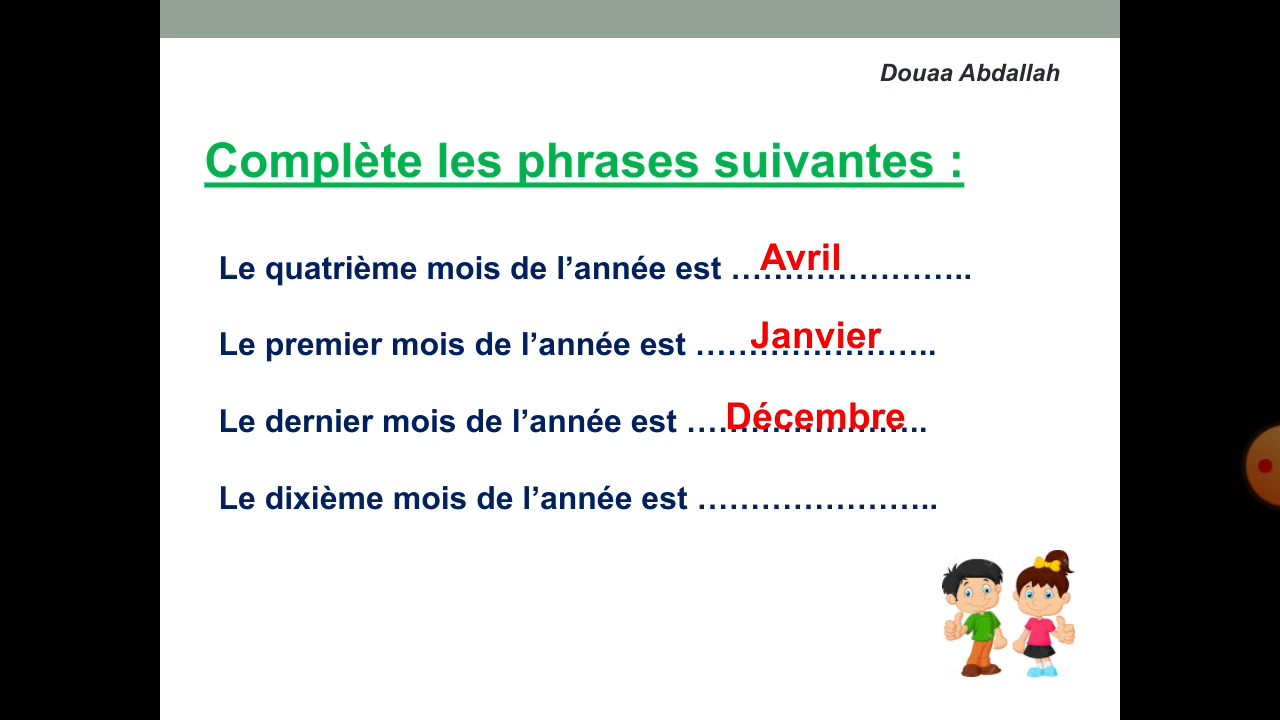 Douaa Abdallah
Complète les phrases suivantes :
Le quatrième mois de l’année est ……Avril……………..
Le premier mois de l’année est ……Janvier……………..
Le dernier mois de l’année est ……Décembre……………..
Le dixième mois de l’année est …………………..